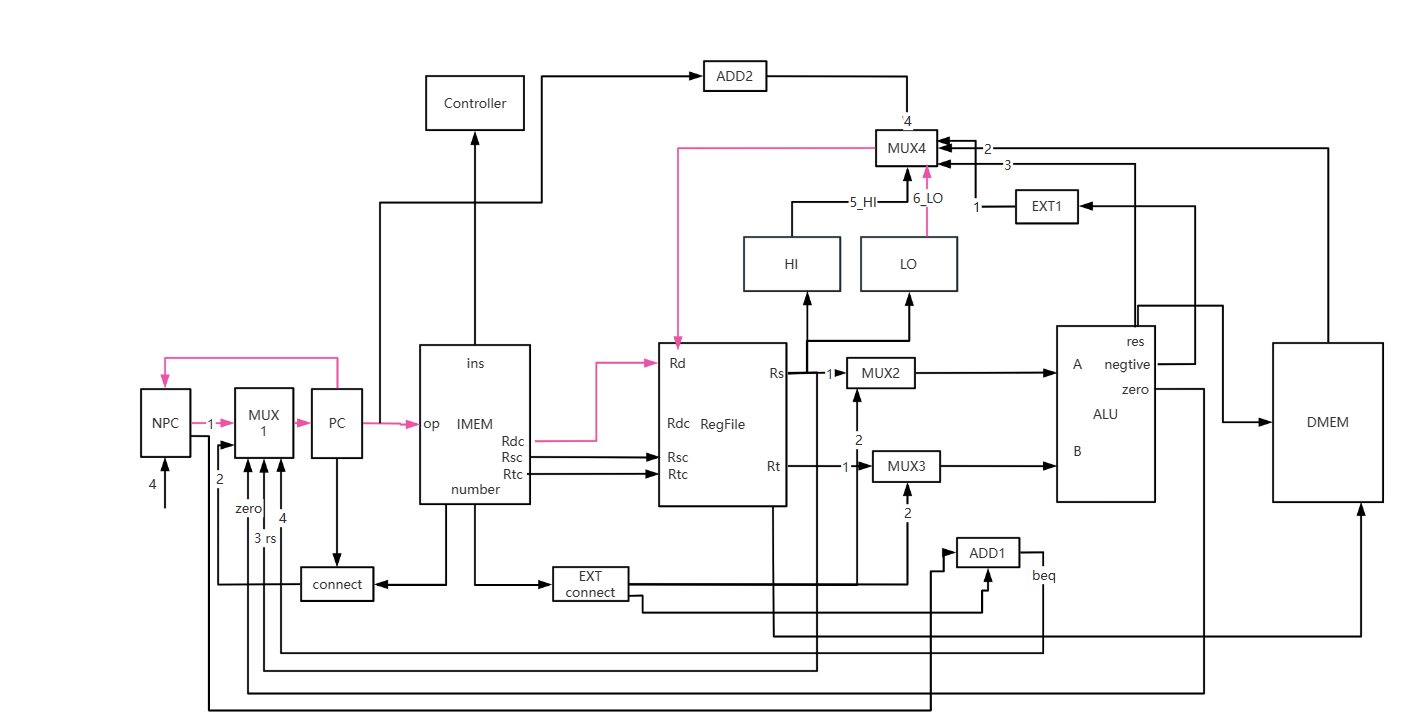 ADD2
Controller
4
MUX4
2
3
5_HI
6_LO
1
EXT1
HI
LO
ins
res
Rd
Rs
1
MUX2
A
negtive
zero
NPC
1
MUX
1
PC
op
IMEM
Rdc
RegFile
ALU
DMEM
Rdc
Rsc
Rsc
2
B
Rt
1
MUX3
Rtc
Rtc
number
4
2
zero
4
2
3 rs
ADD1
connect
EXT
connect
beq